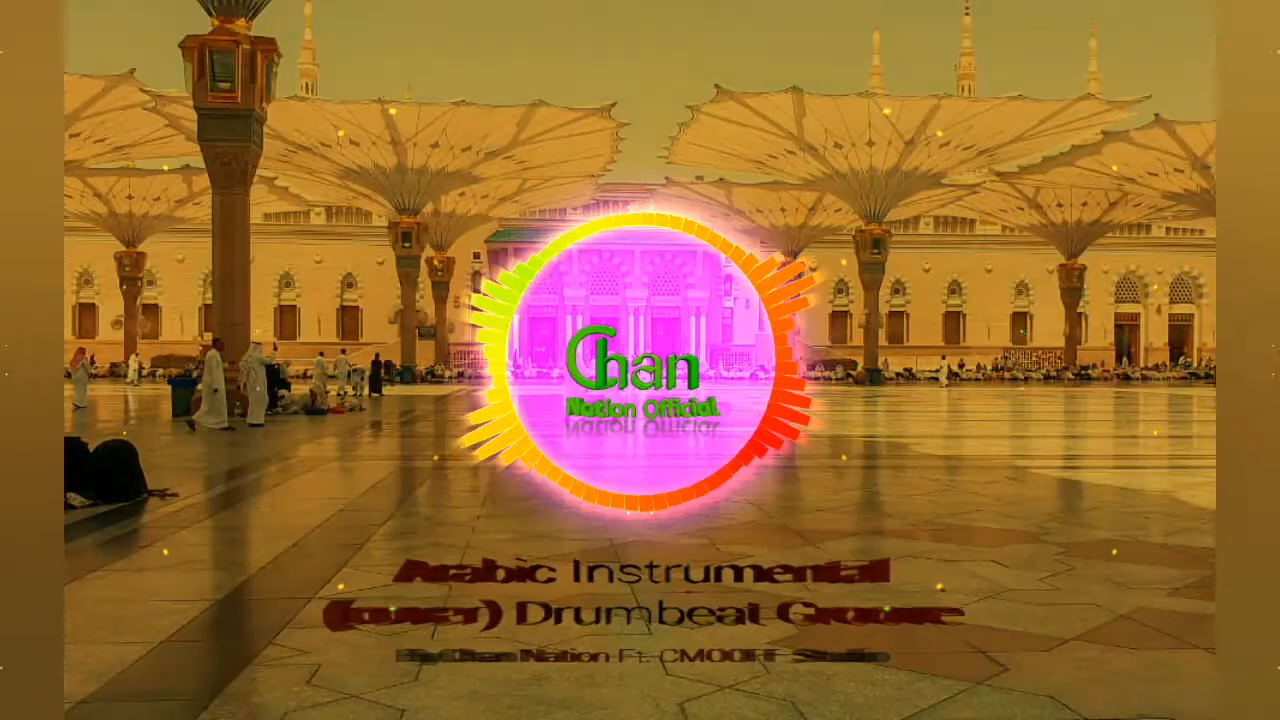 Chan
Nation Official
Arabic Instrumental
(cover) Drumbeat Groove
By Chan Nation Ft. CMOOFF Studio